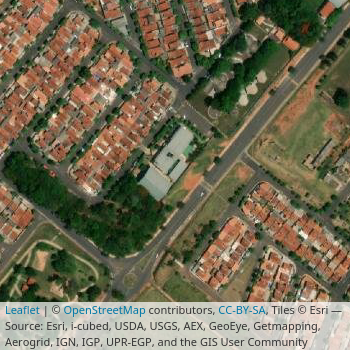 Leaflet | © OpenStreetMap contributors, CC-BY-SA, Tiles © Esri —
Source: Esri, i-cubed, USDA, USGS, AEX, GeoEye, Getmapping,
Aerogrid, IGN, IGP, UPR-EGP, and the GIS User Community